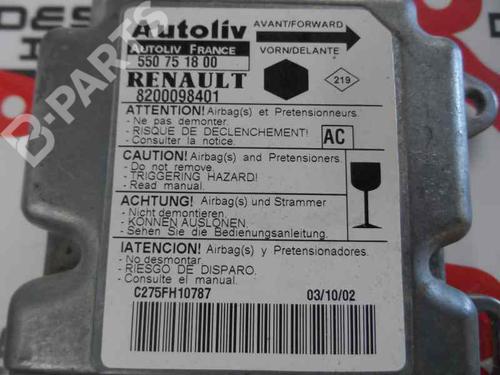 Autoliv
AVANT/FORWARD
AUTOLIV FRANCE
VORN/DELANTE
550 75 18 00
RENAULT
8200098401
219
ATTENTION! Airbag(s) et Pretensionneurs.
- Ne pas demonter.
- RISQUE DE DECLENCHEMENT!
- Consulter la notice.
AC
CAUTION! Airbag(s) and Pretensioners.
- Do not remove.
- TRIGGERING HAZARD!
- Read manual.
ACHTUNG! Airbag(s) und Strammer
- Nicht demontieren.
- KÖNNEN AUSLÖNEN.
- Sehen Sie die Bedienungsanleitung.
IATENCION! Airbag(s) y Pretensionadores.
- No desmontar.
- RIESGO DE DISPARO.
- Consulte el manual.
C275FH10787
03/10/02
B-PARTS